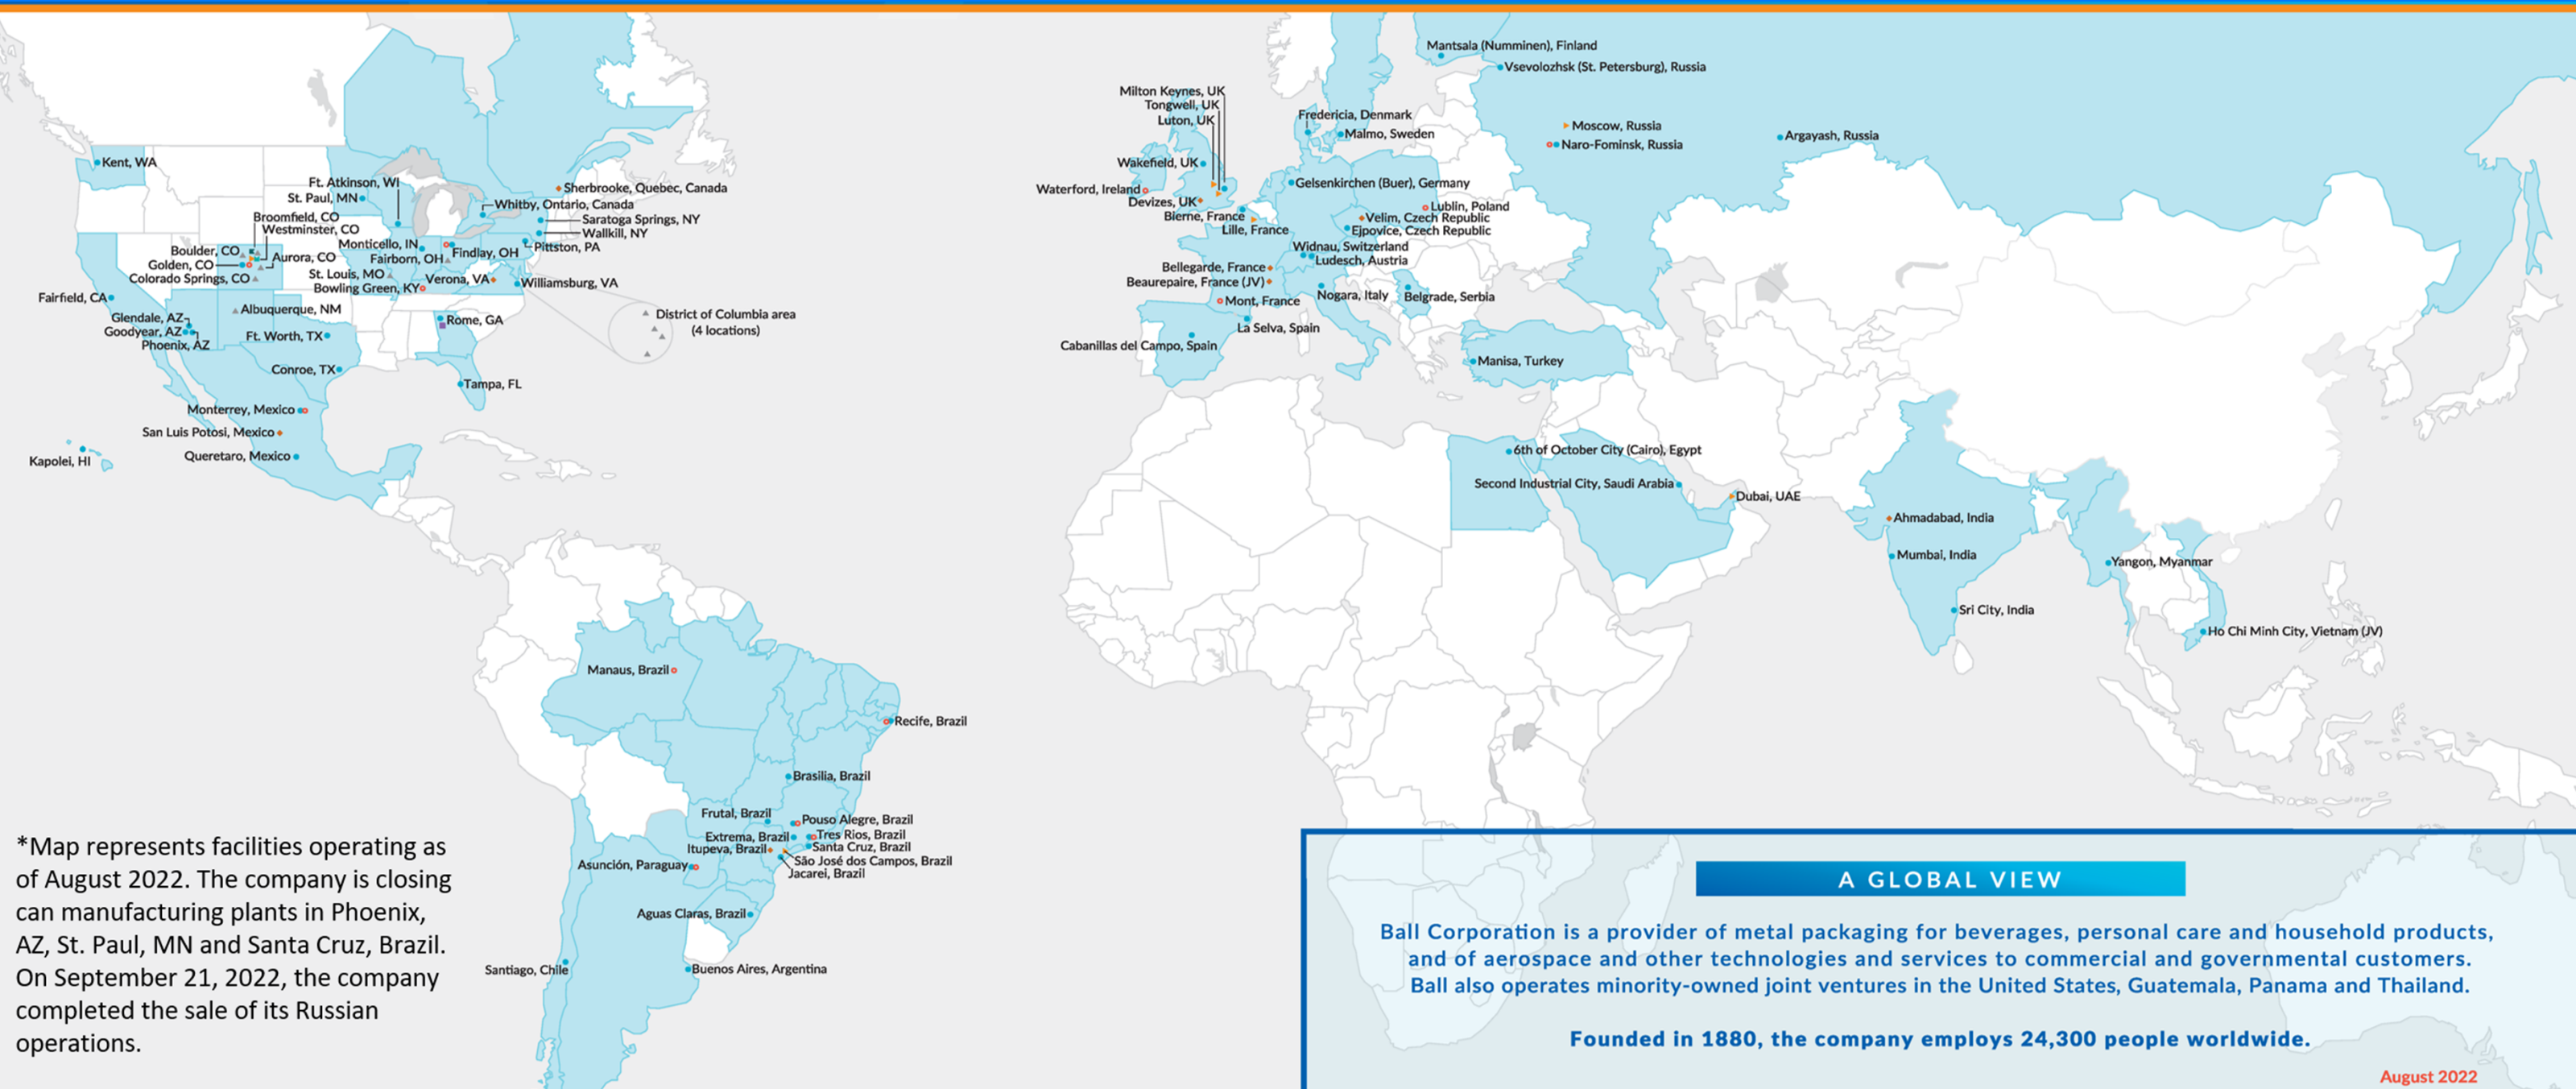 Kent, WA
Ft. Atkinson, WI
St. Paul, MN
Broomfield, CO
Westminster, CO
Boulder, CO
Golden, CO
Aurora, CO
Colorado Springs, CO
Monticello, IN
Fairborn, OH
Findlay, OH
St. Louis, MO
Bowling Green, KY
Verona, VA
Williamsburg, VA
Sherbrooke, Quebec, Canada
Whitby, Ontario, Canada
Saratoga Springs, NY
Wallkill, NY
Pittston, PA
Fairfield, CA
Glendale, AZ
Goodyear, AZ
Phoenix, AZ
Albuquerque, NM
Ft. Worth, TX
Conroe, TX
Rome, GA
Tampa, FL
District of Columbia area
(4 locations)
Monterrey, Mexico
San Luis Potosi, Mexico
Queretaro, Mexico
Kapolei, HI
Manaus, Brazil
Recife, Brazil
Brasilia, Brazil
Frutal, Brazil
Pouso Alegre, Brazil
Extrema, Brazil
Tres Rios, Brazil
Itupeva, Brazil
Santa Cruz, Brazil
São José dos Campos, Brazil
Jacarei, Brazil
Asunción, Paraguay
Aguas Claras, Brazil
Santiago, Chile
Buenos Aires, Argentina
Mantsala (Numminen), Finland
Vsevolozhsk (St. Petersburg), Russia
Milton Keynes, UK
Tongwell, UK
Luton, UK
Fredericia, Denmark
Malmo, Sweden
Moscow, Russia
Naro-Fominsk, Russia
Argayash, Russia
Wakefield, UK
Waterford, Ireland
Devizes, UK
Gelsenkirchen (Buer), Germany
Bierne, France
Lille, France
Lublin, Poland
Velim, Czech Republic
Ejpovice, Czech Republic
Widnau, Switzerland
Ludesch, Austria
Bellegarde, France
Beaurepaire, France (JV)
Mont, France
Nogara, Italy
Belgrade, Serbia
La Selva, Spain
Cabanillas del Campo, Spain
Manisa, Turkey
6th of October City (Cairo), Egypt
Second Industrial City, Saudi Arabia
Dubai, UAE
Ahmadabad, India
Mumbai, India
Sri City, India
Yangon, Myanmar
Ho Chi Minh City, Vietnam (JV)
*Map represents facilities operating as
of August 2022. The company is closing
can manufacturing plants in Phoenix,
AZ, St. Paul, MN and Santa Cruz, Brazil.
On September 21, 2022, the company
completed the sale of its Russian
operations.
A GLOBAL VIEW
Ball Corporation is a provider of metal packaging for beverages, personal care and household products,
and of aerospace and other technologies and services to commercial and governmental customers.
Ball also operates minority-owned joint ventures in the United States, Guatemala, Panama and Thailand.
Founded in 1880, the company employs 24,300 people worldwide.
August 2022